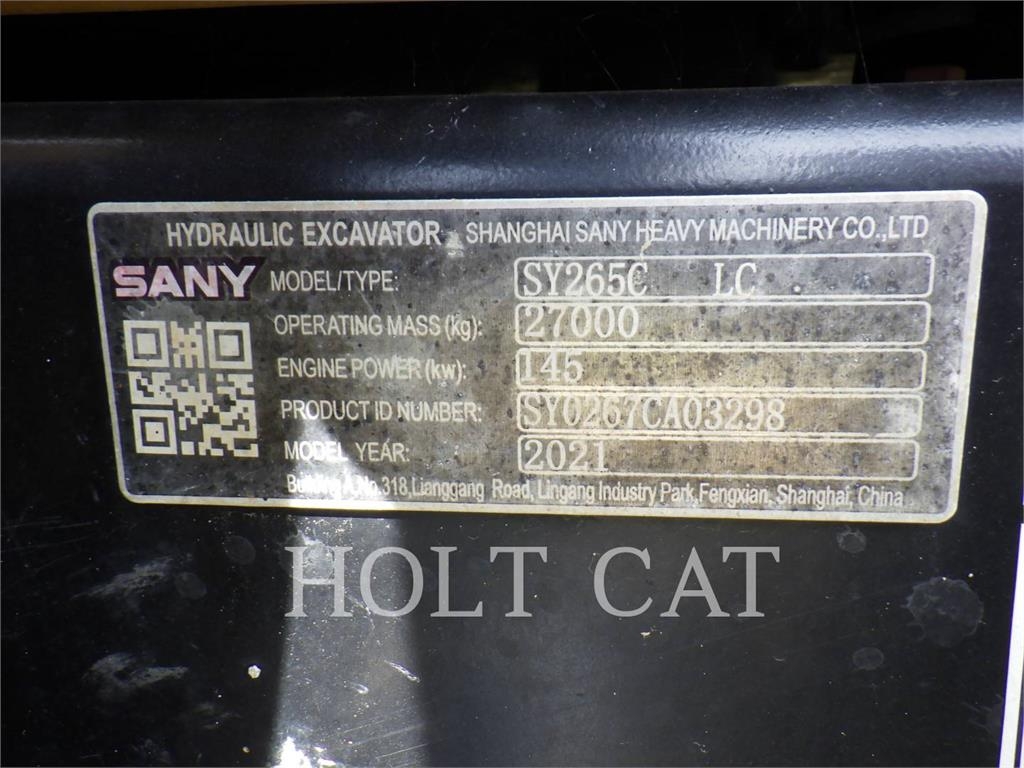 HYDRAULIC EXCAVATOR SHANGHAI SANY HEAVY MACHINERY CO.,LTD
SANY
MODEL/TYPE: SY265C LC
OPERATING MASS (kg): 27000
ENGINE POWER (kw): 145
PRODUCT ID NUMBER: SY0267CA03298
MODEL YEAR: 2021
Building A,No.318,Lianggang Road, Lingang Industry Park,Fengxian, Shanghai, China
HOLT CAT